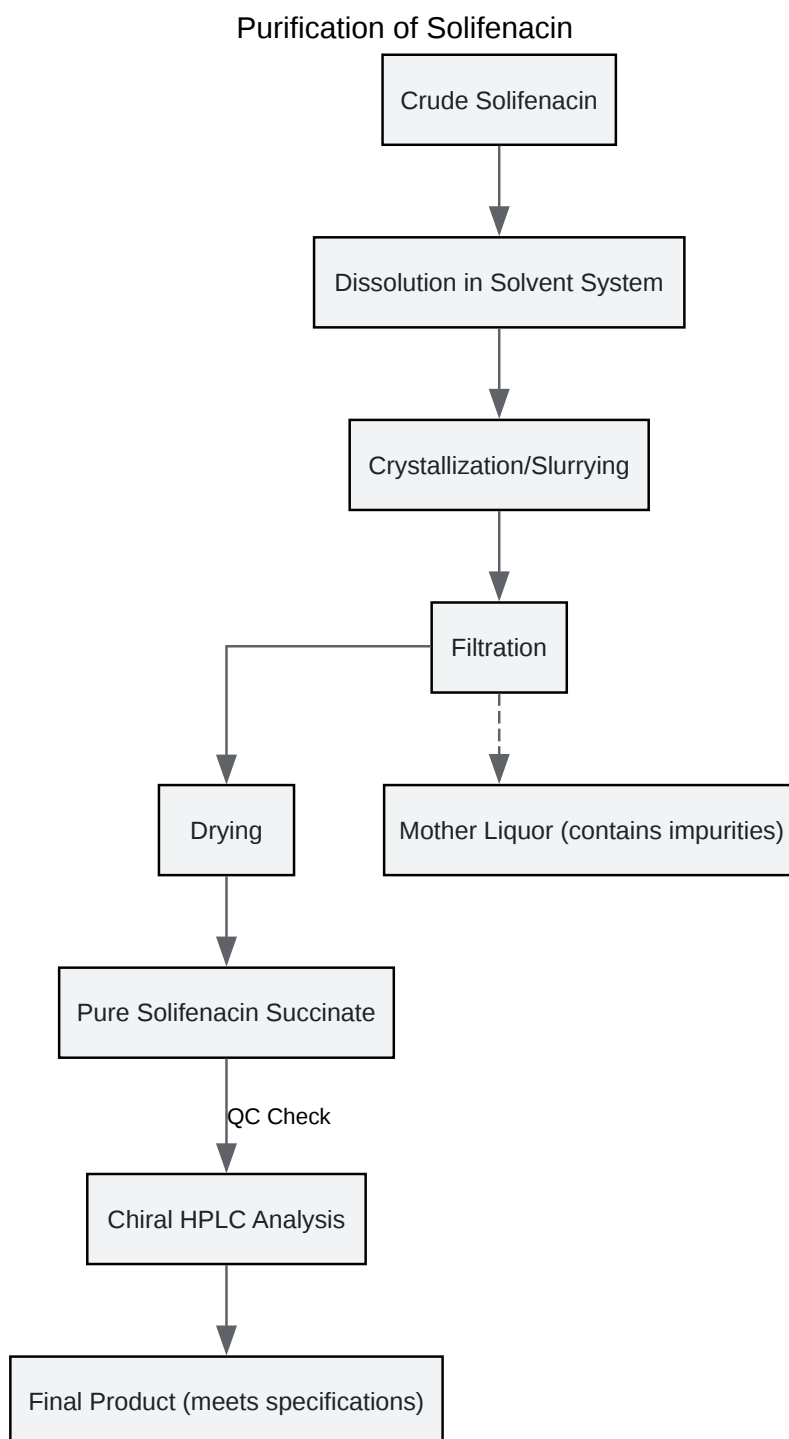 Purification of Solifenacin
Crude Solifenacin
Dissolution in Solvent System
Crystallization/Slurrying
Filtration
Drying
Mother Liquor (contains impurities)
Pure Solifenacin Succinate
QC Check
Chiral HPLC Analysis
Final Product (meets specifications)